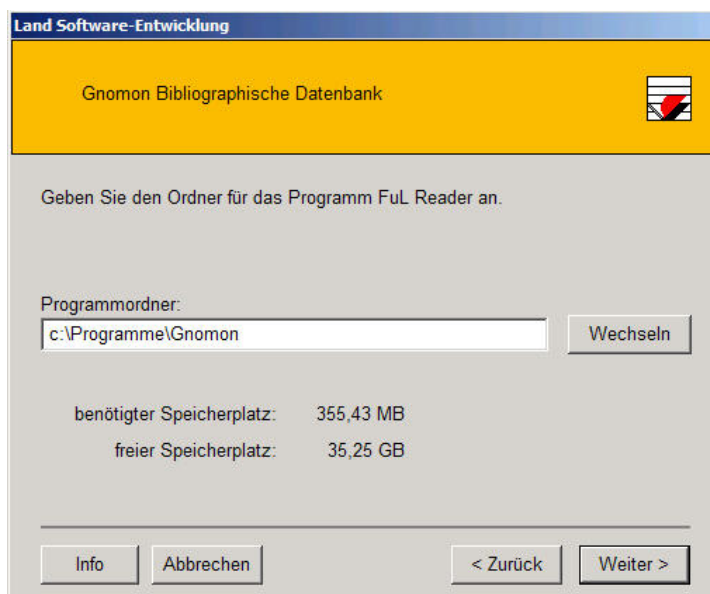 Land Software-Entwicklung
Gnomon Bibliographische Datenbank
Geben Sie den Ordner für das Programm FuL Reader an.
Programmordner:
c:\Programme\Gnomon
Wechseln
benötigter Speicherplatz: 355,43 MB
freier Speicherplatz: 35,25 GB
Info Abbrechen < Zurück Weiter >